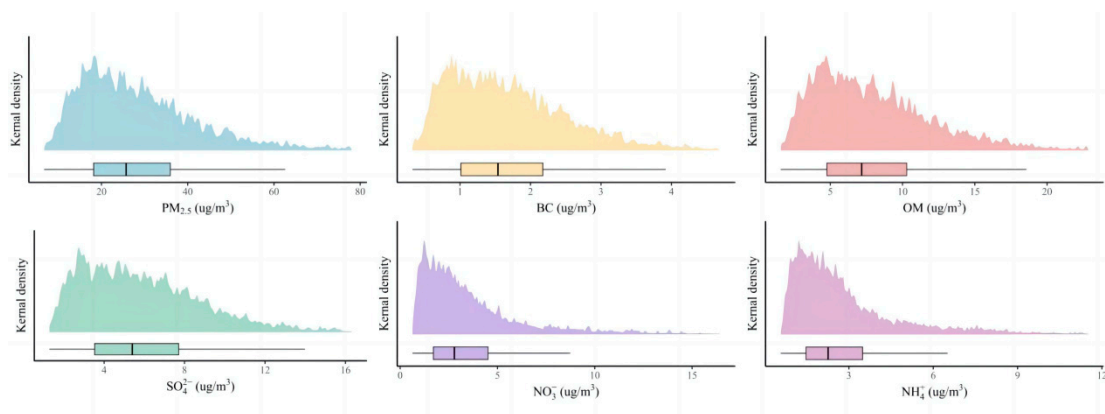 Kernal density
20 40 60 80
PM₂.₅ (ug/m³)
Kernal density
1 2 3 4
BC (ug/m³)
Kernal density
5 10 15 20
OM (ug/m³)
Kernal density
4 8 12 16
SO₄²⁻ (ug/m³)
Kernal density
0 5 10 15
NO₃⁻ (ug/m³)
Kernal density
3 6 9 12
NH₄⁻ (ug/m³)